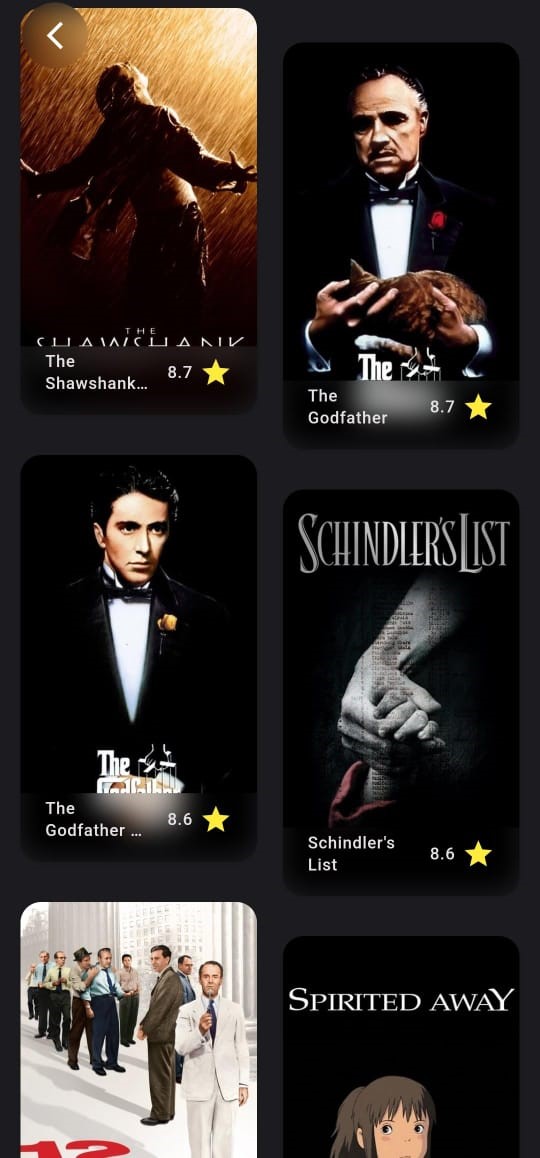 THE
SHAWSHANK
The
Shawshank…
8.7
The
The
Godfather
8.7
The
Godfather
The
Godfather …
8.6
SCHINDLER'S LIST
Schindler's
List
8.6
12
SPIRITED AWAY